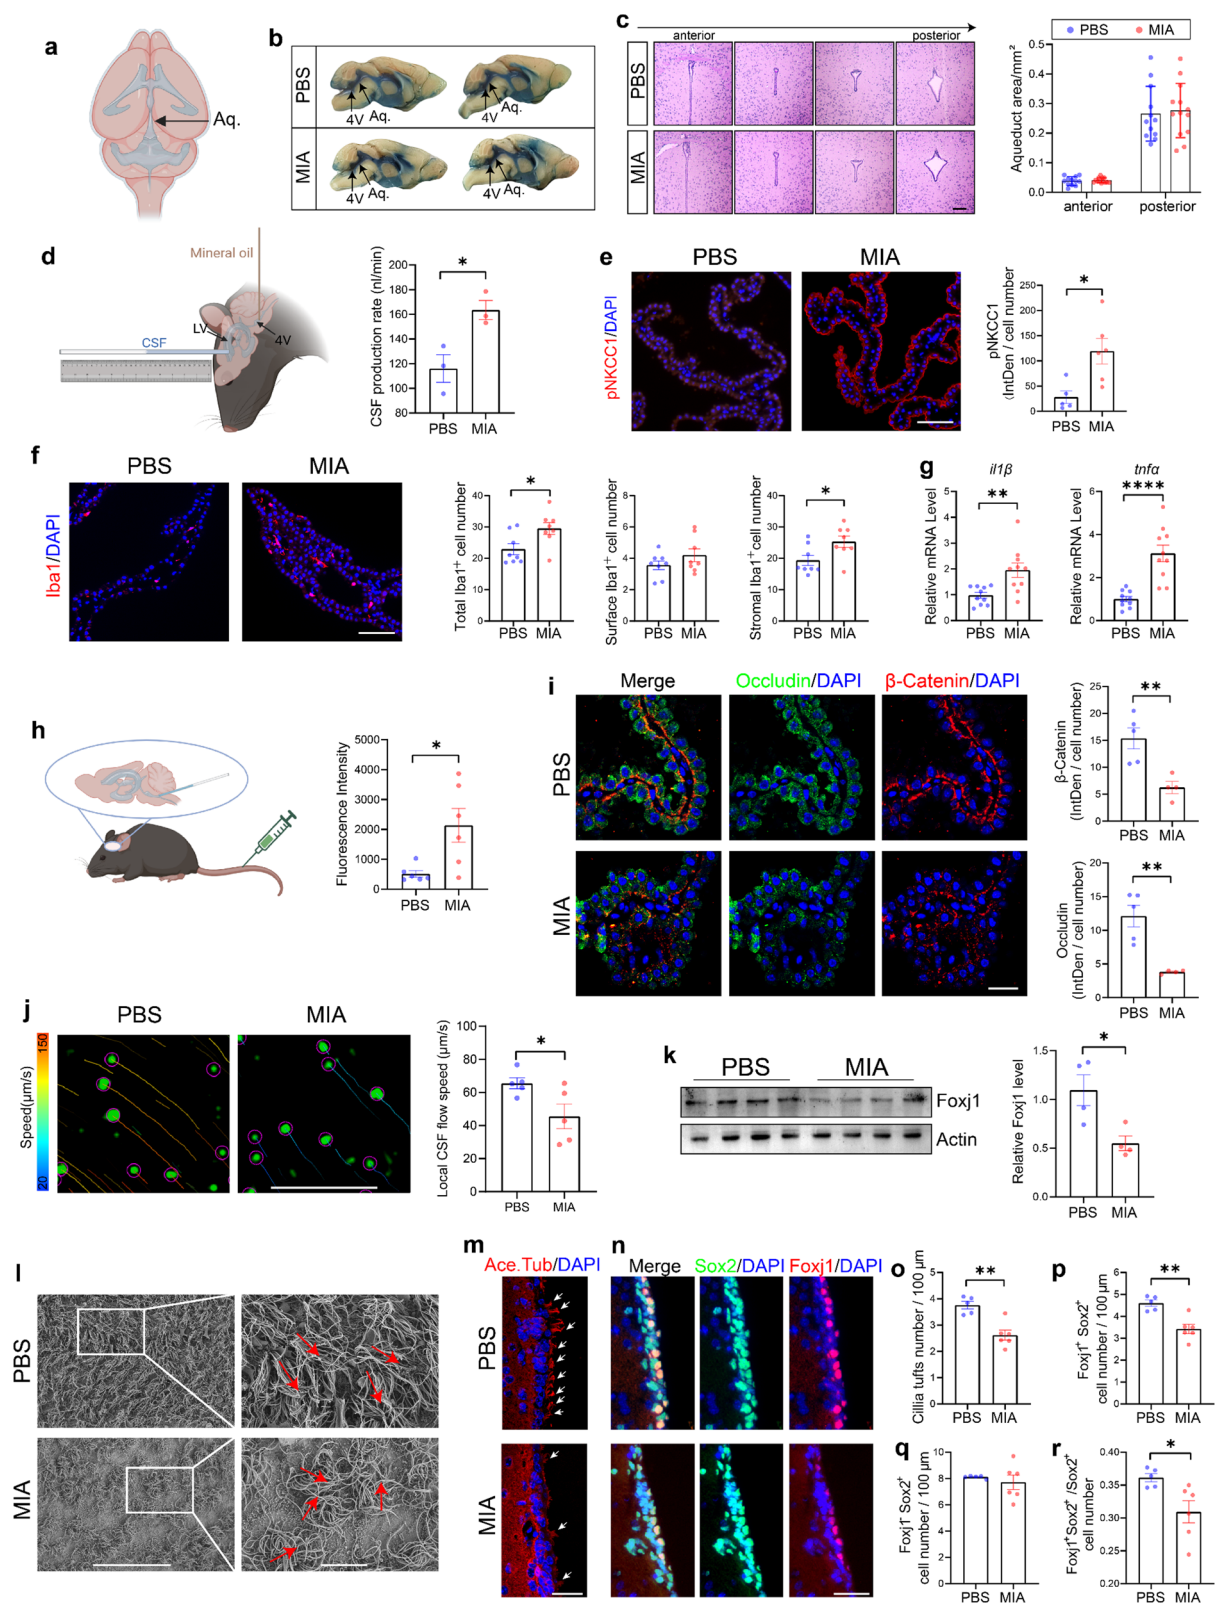 a
Aq.
b
PBS
4V
Aq.
4V
Aq.
MIA
4V
Aq.
4V
Aq.
c
anterior
posterior
PBS
MIA
PBS
MIA
Aqueduct area/mm²
0.4
0.3
0.2
0.1
0.0
anterior
posterior
d
Mineral oil
LV
4V
CSF
CSF production rate (nl/min)
200
180
160
140
120
100
80
*
PBS
MIA
e
PBS
MIA
pNKCC1/DAPI
pNKCC1
(IntDen / cell number)
250
200
150
100
50
0
*
PBS
MIA
f
PBS
MIA
Iba1/DAPI
Total Iba1⁺ cell number
40
30
20
10
0
*
PBS
MIA
Surface Iba1⁺ cell number
8
6
4
2
0
PBS
MIA
Stromal Iba1⁺ cell number
40
30
20
10
0
*
PBS
MIA
g
il1β
Relative mRNA Level
5
4
3
2
1
0
**
PBS
MIA
tnfα
Relative mRNA Level
6
4
2
0
****
PBS
MIA
h
Fluorescence Intensity
5000
4000
3000
2000
1000
0
*
PBS
MIA
i
Merge
Occludin/DAPI
β-Catenin/DAPI
PBS
MIA
β-Catenin
(IntDen / cell number)
25
20
15
10
5
0
**
PBS
MIA
Occludin
(IntDen / cell number)
20
15
10
5
0
**
PBS
MIA
j
PBS
MIA
Speed(μm/s)
150
20
Local CSF flow speed (μm/s)
100
80
60
40
20
0
*
PBS
MIA
k
PBS
MIA
Foxj1
Actin
Relative Foxj1 level
1.5
1.0
0.5
0.0
*
PBS
MIA
l
PBS
MIA
m
Ace.Tub/DAPI
PBS
MIA
n
Merge
Sox2/DAPI
Foxj1/DAPI
o
Cillia tufts number / 100 μm
5
4
3
2
1
0
**
PBS
MIA
p
Foxj1⁺ Sox2⁺
cell number / 100 μm
6
5
4
3
2
1
0
**
PBS
MIA
q
Foxj1⁻ Sox2⁺
cell number / 100 μm
10
8
6
4
2
0
PBS
MIA
r
Foxj1⁺Sox2⁺ /Sox2⁺
cell number
0.40
0.35
0.30
0.25
0.20
*
PBS
MIA